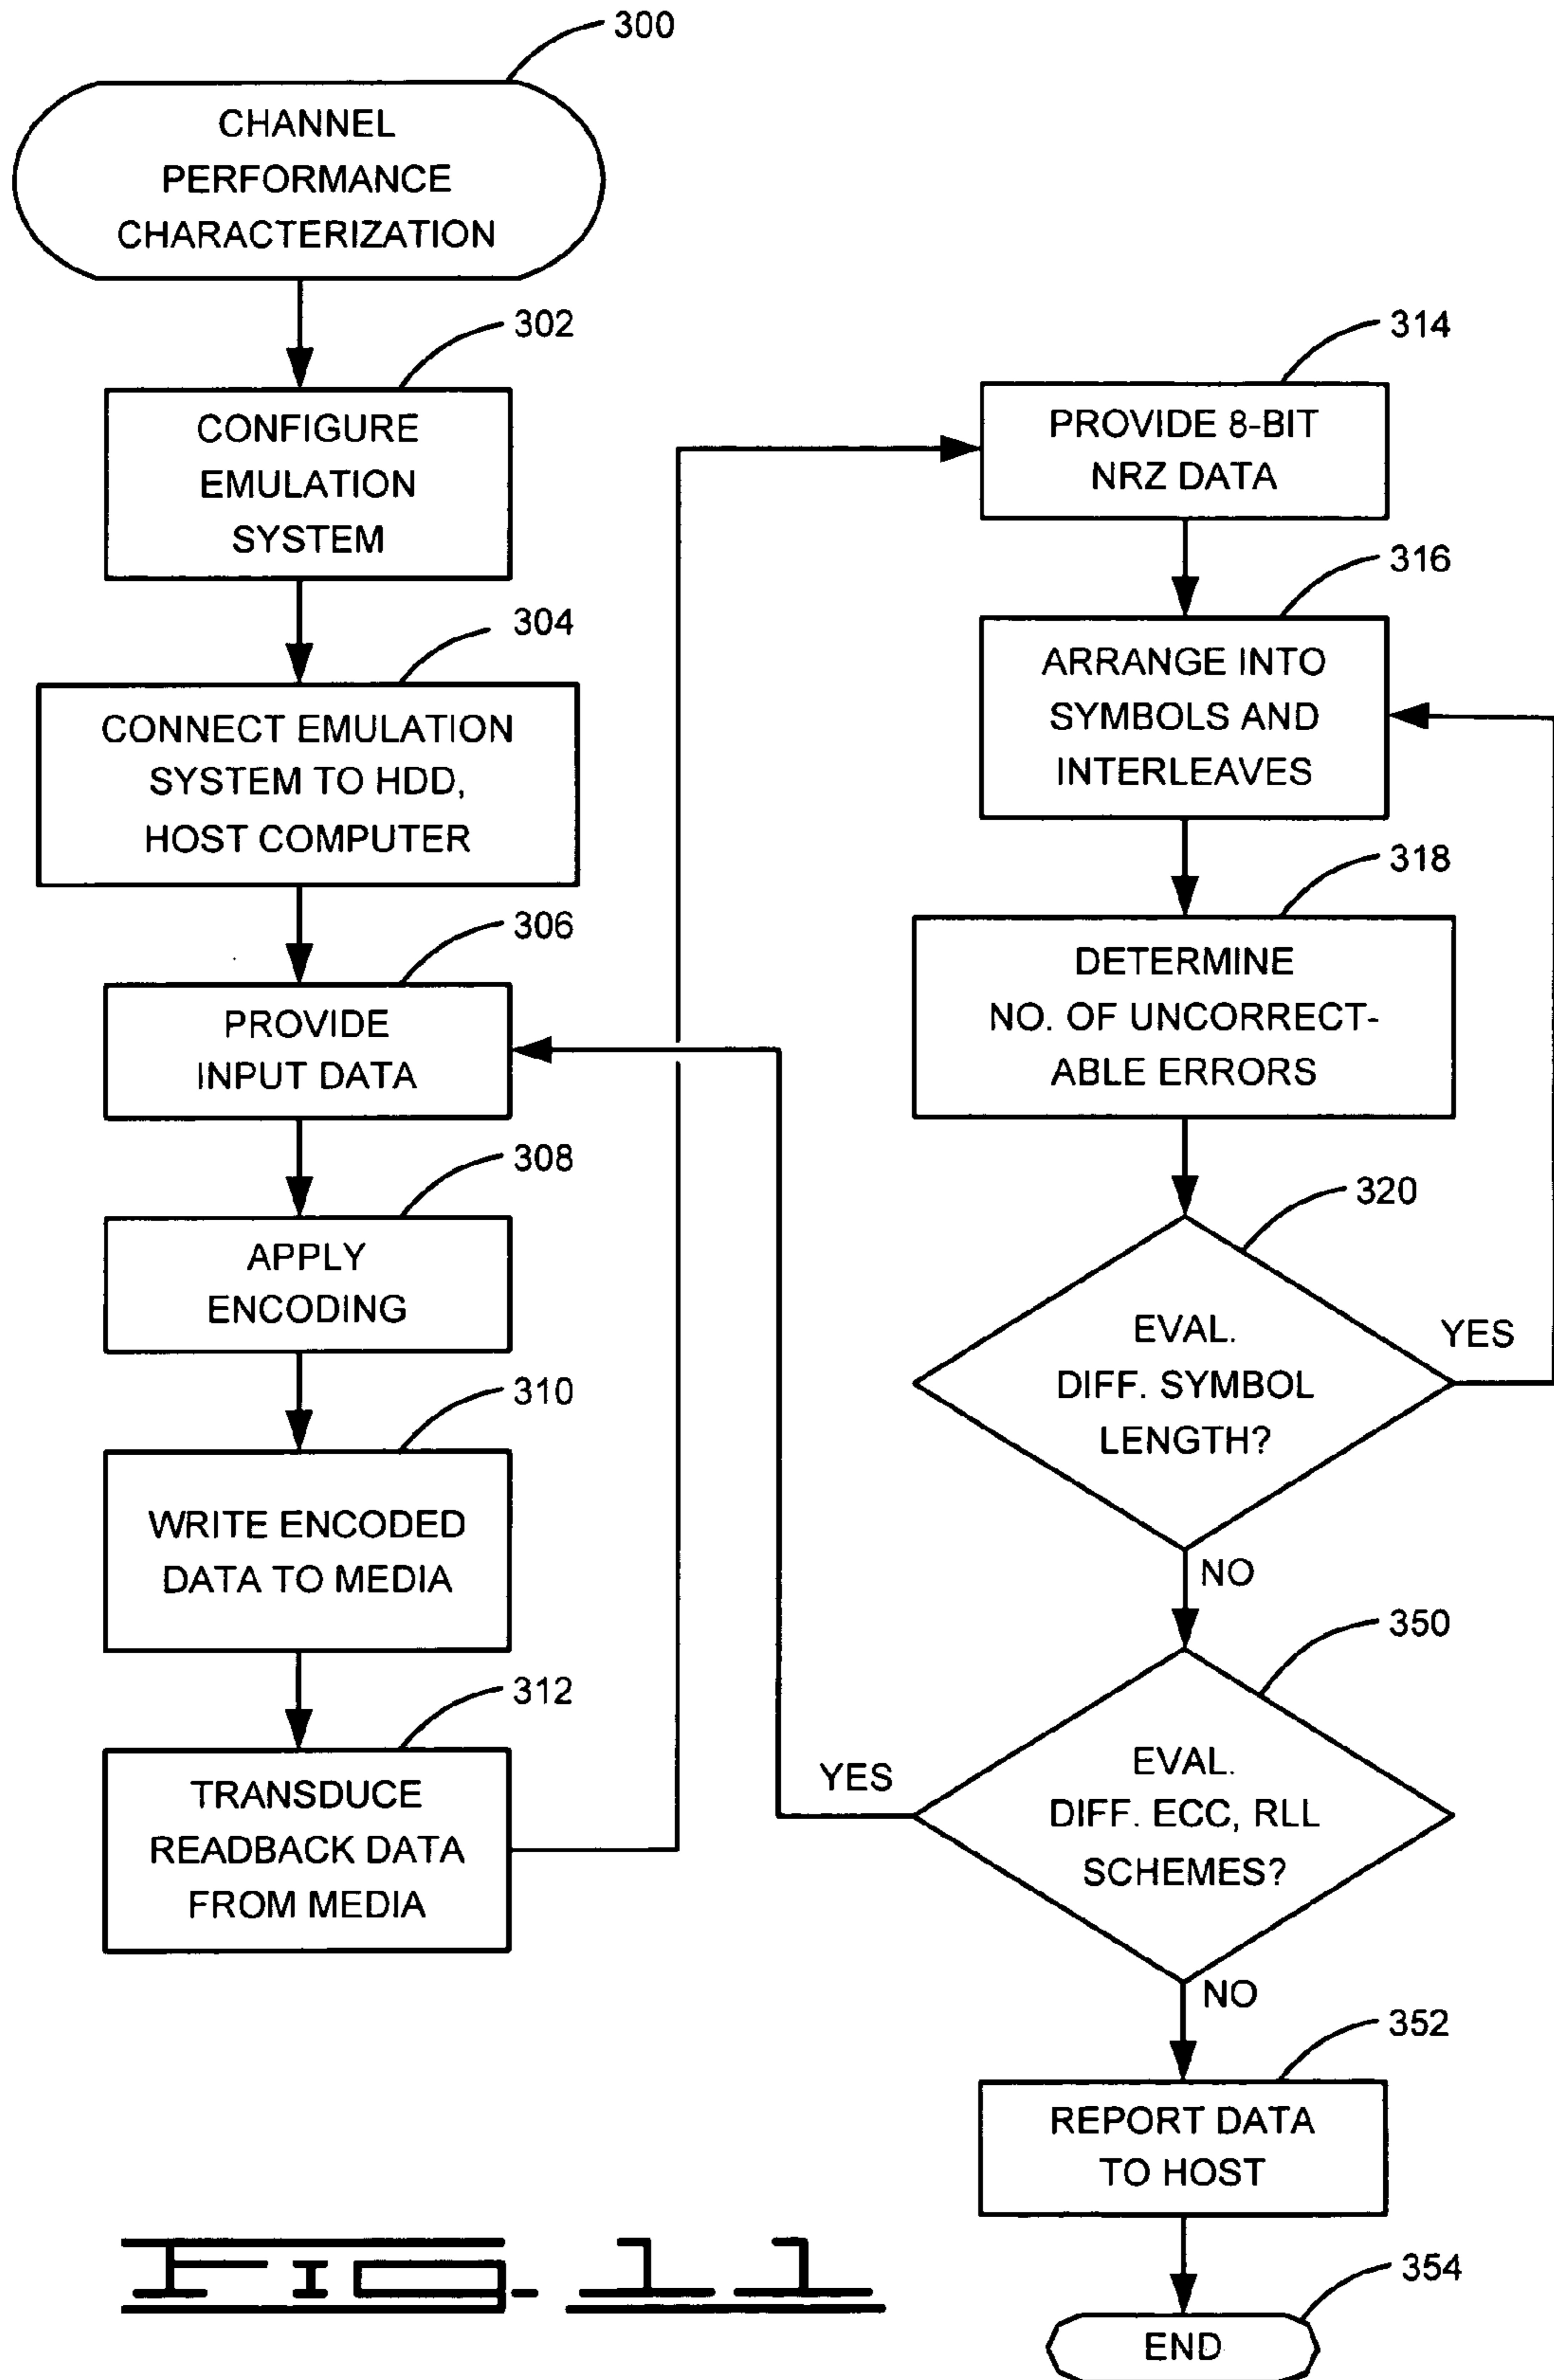 300
CHANNEL
PERFORMANCE
CHARACTERIZATION
302
CONFIGURE
EMULATION
SYSTEM
304
CONNECT EMULATION
SYSTEM TO HDD,
HOST COMPUTER
306
PROVIDE
INPUT DATA
308
APPLY
ENCODING
310
WRITE ENCODED
DATA TO MEDIA
312
TRANSDUCE
READBACK DATA
FROM MEDIA
314
PROVIDE 8-BIT
NRZ DATA
316
ARRANGE INTO
SYMBOLS AND
INTERLEAVES
318
DETERMINE
NO. OF UNCORRECT-
ABLE ERRORS
320
EVAL.
DIFF. SYMBOL
LENGTH?
YES
NO
350
EVAL.
DIFF. ECC, RLL
SCHEMES?
YES
NO
352
REPORT DATA
TO HOST
354
END
FIG. 11